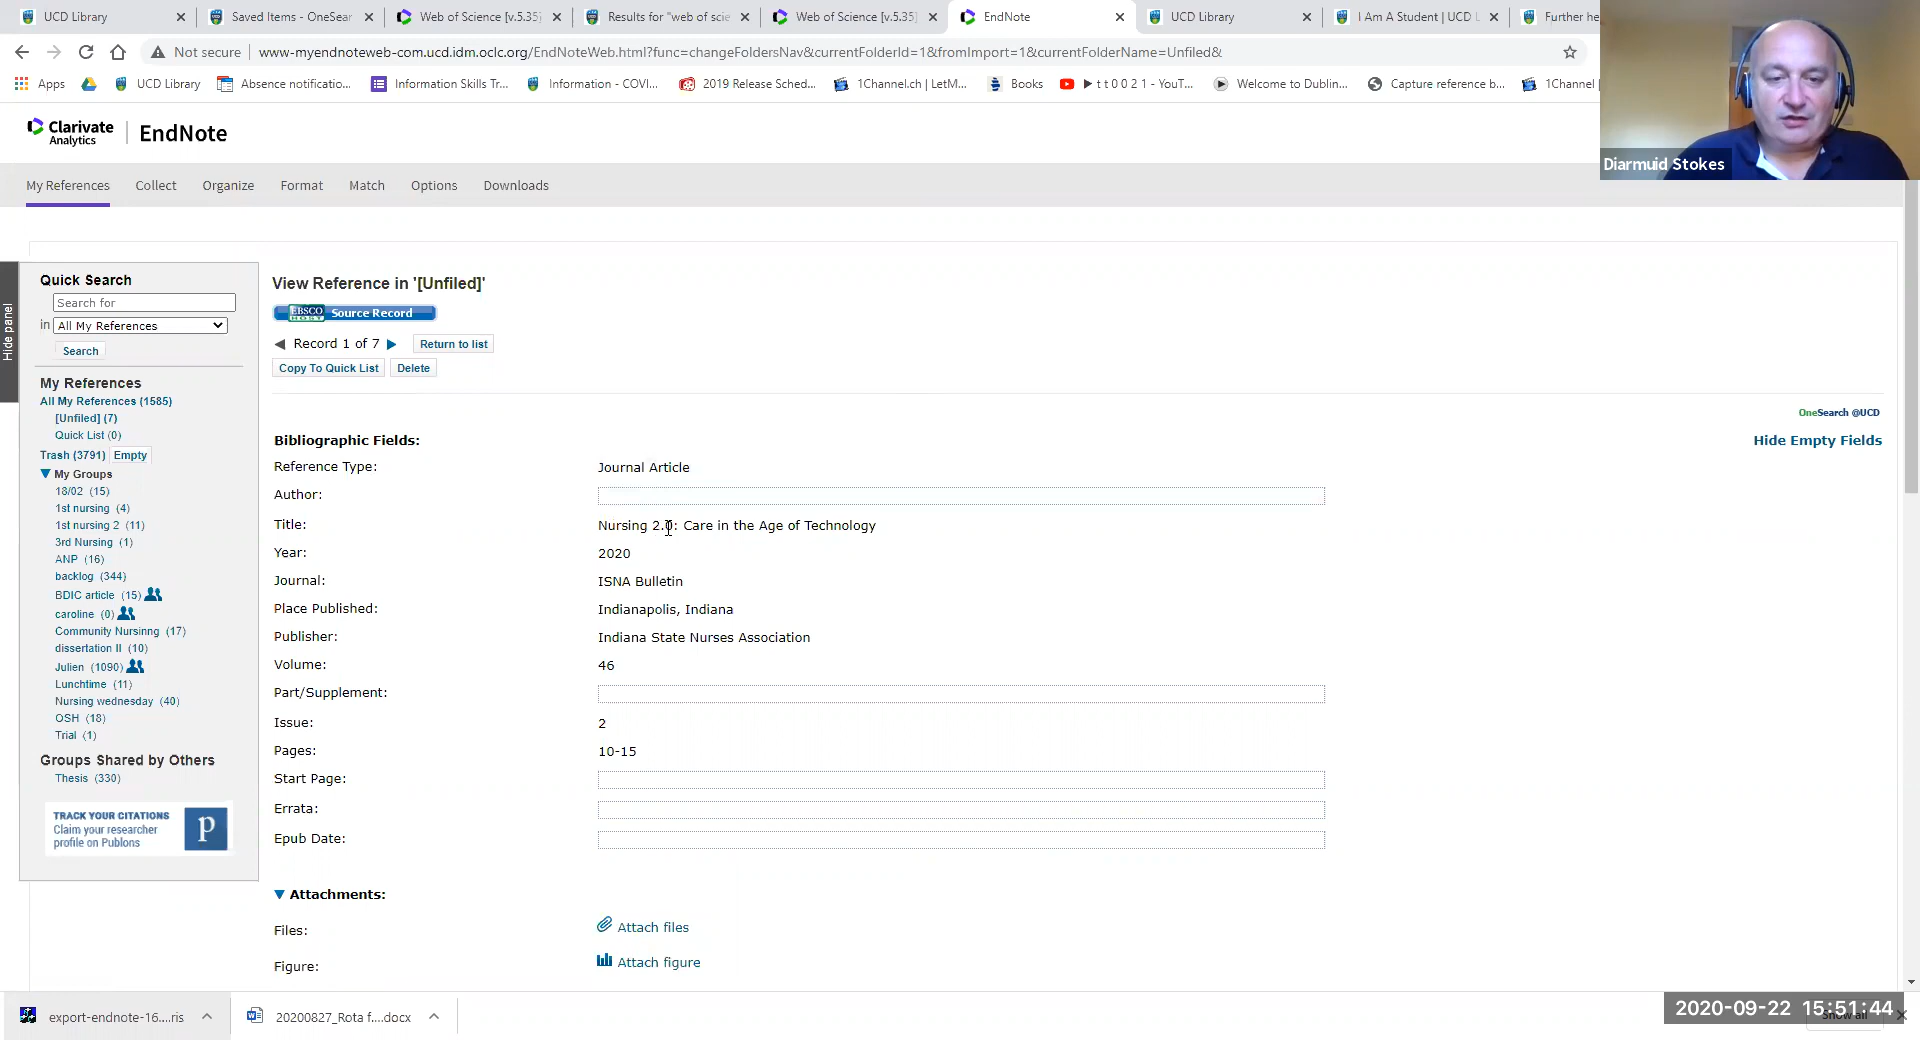 UCD Library
Saved Items - OneSear
Web of Science [v.5.35]
Results for "web of scie
Web of Science [v.5.35]
EndNote
UCD Library
I Am A Student | UCD L
Further he
Not secure
www-myendnoteweb-com.ucd.idm.oclc.org/EndNoteWeb.html?func=changeFoldersNav&currentFolderId=1&fromImport=1&currentFolderName=Unfiled&
Apps
UCD Library
Absence notificatio...
Information Skills Tr...
Information - COVI...
2019 Release Sched...
1Channel.ch | LetM...
Books
t t 0 0 2 1 - YouT...
Welcome to Dublin...
Capture reference b...
1Channel
Diarmuid Stokes
Clarivate
Analytics
EndNote
My References
Collect
Organize
Format
Match
Options
Downloads
Hide panel
Quick Search
Search for
in All My References
Search
My References
All My References (1585)
[Unfiled] (7)
Quick List (0)
Trash (3791) Empty
My Groups
18/02 (15)
1st nursing (4)
1st nursing 2 (11)
3rd Nursing (1)
ANP (16)
backlog (344)
BDIC article (15)
caroline (0)
Community Nursinng (17)
dissertation II (10)
Julien (1090)
Lunchtime (11)
Nursing wednesday (40)
OSH (18)
Trial (1)
Groups Shared by Others
Thesis (330)
TRACK YOUR CITATIONS
Claim your researcher
profile on Publons
p
View Reference in '[Unfiled]'
EBSCO HOST Source Record
Record 1 of 7 Return to list
Copy To Quick List Delete
OneSearch @UCD
Bibliographic Fields:
Hide Empty Fields
Reference Type: Journal Article
Author:
Title: Nursing 2.0: Care in the Age of Technology
Year: 2020
Journal: ISNA Bulletin
Place Published: Indianapolis, Indiana
Publisher: Indiana State Nurses Association
Volume: 46
Part/Supplement:
Issue: 2
Pages: 10-15
Start Page:
Errata:
Epub Date:
Attachments:
Files: Attach files
Figure: Attach figure
export-endnote-16....ris
20200827_Rota f....docx
2020-09-22 15:51:44
Show all